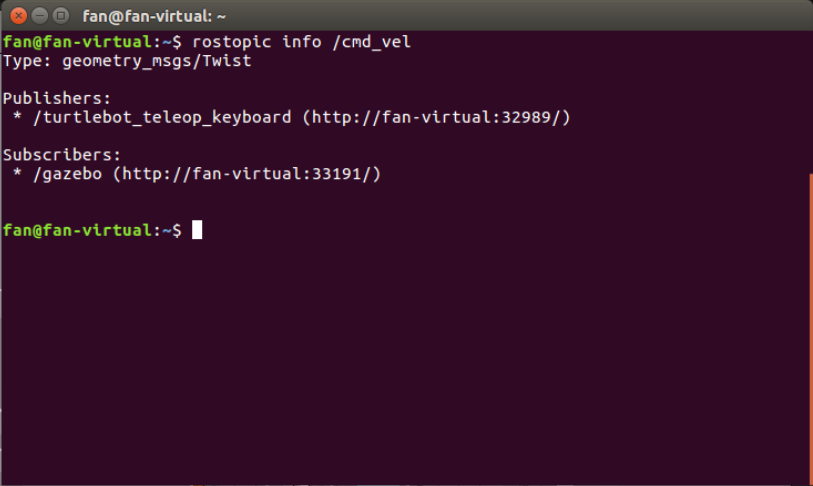 fan@fan-virtual: ~
fan@fan-virtual:~$ rostopic info /cmd_vel
Type: geometry_msgs/Twist
Publishers:
 * /turtlebot_teleop_keyboard (http://fan-virtual:32989/)
Subscribers:
 * /gazebo (http://fan-virtual:33191/)
fan@fan-virtual:~$